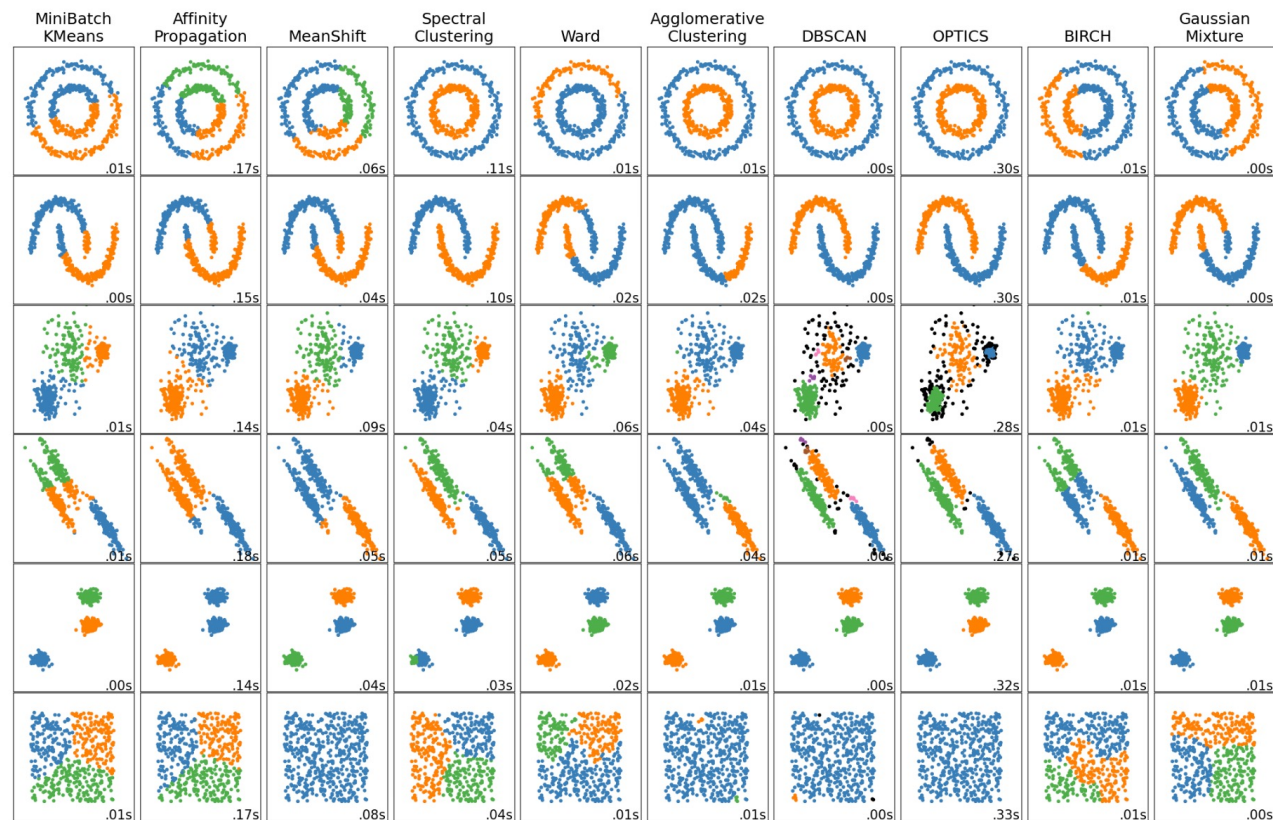 MiniBatch
KMeans
Affinity
Propagation
MeanShift
Spectral
Clustering
Ward
Agglomerative
Clustering
DBSCAN
OPTICS
BIRCH
Gaussian
Mixture
.01s .17s .06s .11s .01s .01s .00s .30s .01s .00s
.00s .15s .04s .10s .02s .02s .00s .30s .01s .00s
.01s .14s .09s .04s .06s .04s .00s .28s .01s .01s
.01s .18s .05s .05s .06s .04s .00s .27s .01s .01s
.00s .14s .04s .03s .02s .01s .00s .32s .01s .01s
.01s .17s .08s .04s .01s .01s .00s .33s .01s .00s